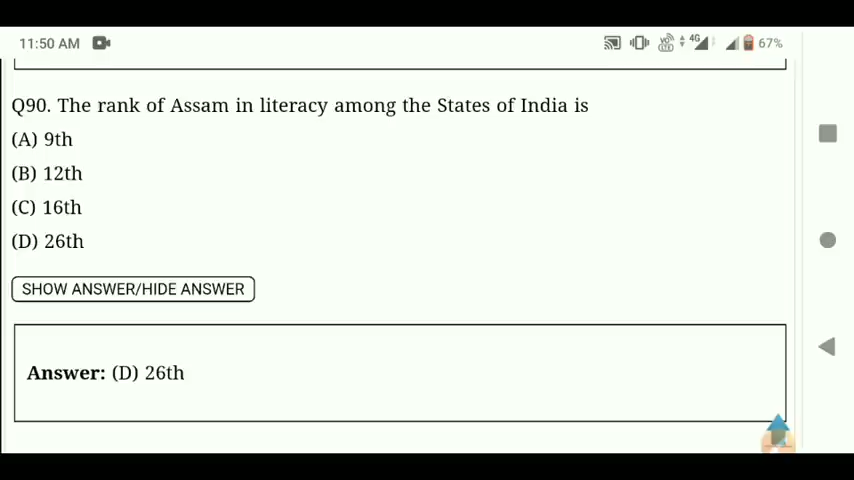 11:50 AM 4G 67%
Q90. The rank of Assam in literacy among the States of India is
(A) 9th
(B) 12th
(C) 16th
(D) 26th
SHOW ANSWER/HIDE ANSWER
Answer: (D) 26th